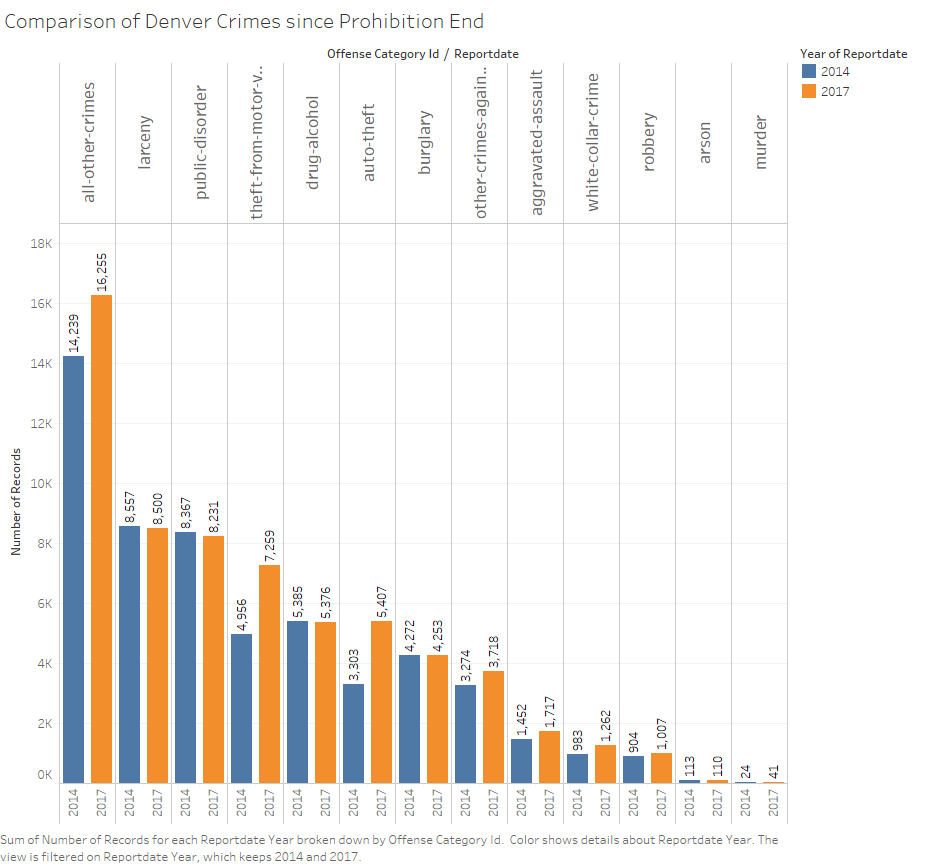 Comparison of Denver Crimes since Prohibition End
Offense Category Id / Reportdate
Year of Reportdate
2014
2017
all-other-crimes
larceny
public-disorder
theft-from-motor-v..
drug-alcohol
auto-theft
burglary
other-crimes-again..
aggravated-assault
white-collar-crime
robbery
arson
murder
Number of Records
18K
16K
14K
12K
10K
8K
6K
4K
2K
0K
14,239
16,255
8,557
8,500
8,367
8,231
4,956
7,259
5,385
5,376
3,303
5,407
4,272
4,253
3,274
3,718
1,452
1,717
983
1,262
904
1,007
113
110
24
41
2014 2017 2014 2017 2014 2017 2014 2017 2014 2017 2014 2017 2014 2017 2014 2017 2014 2017 2014 2017 2014 2017 2014 2017 2014 2017
Sum of Number of Records for each Reportdate Year broken down by Offense Category Id. Color shows details about Reportdate Year. The
view is filtered on Reportdate Year, which keeps 2014 and 2017.